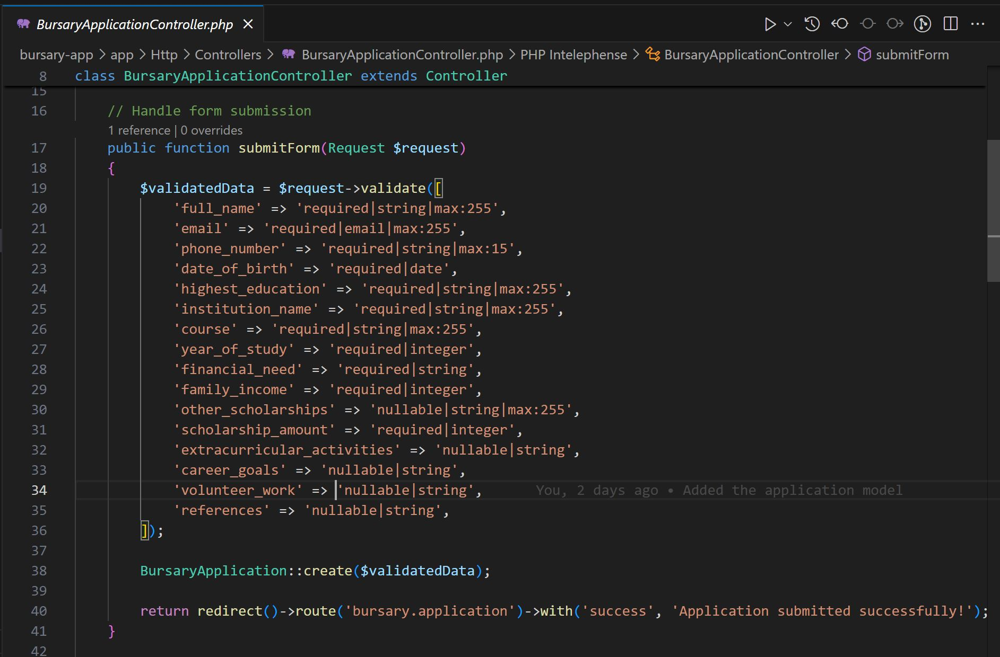 BursaryApplicationController.php
bursary-app > app > Http > Controllers > BursaryApplicationController.php > PHP Intelephense > BursaryApplicationController > submitForm
8 class BursaryApplicationController extends Controller
15
16 // Handle form submission
1 reference | 0 overrides
17 public function submitForm(Request $request)
18 {
19 $validatedData = $request->validate([
20 'full_name' => 'required|string|max:255',
21 'email' => 'required|email|max:255',
22 'phone_number' => 'required|string|max:15',
23 'date_of_birth' => 'required|date',
24 'highest_education' => 'required|string|max:255',
25 'institution_name' => 'required|string|max:255',
26 'course' => 'required|string|max:255',
27 'year_of_study' => 'required|integer',
28 'financial_need' => 'required|string',
29 'family_income' => 'required|integer',
30 'other_scholarships' => 'nullable|string|max:255',
31 'scholarship_amount' => 'required|integer',
32 'extracurricular_activities' => 'nullable|string',
33 'career_goals' => 'nullable|string',
34 'volunteer_work' => 'nullable|string', You, 2 days ago • Added the application model
35 'references' => 'nullable|string',
36 ]);
37
38 BursaryApplication::create($validatedData);
39
40 return redirect()->route('bursary.application')->with('success', 'Application submitted successfully!');
41 }
42